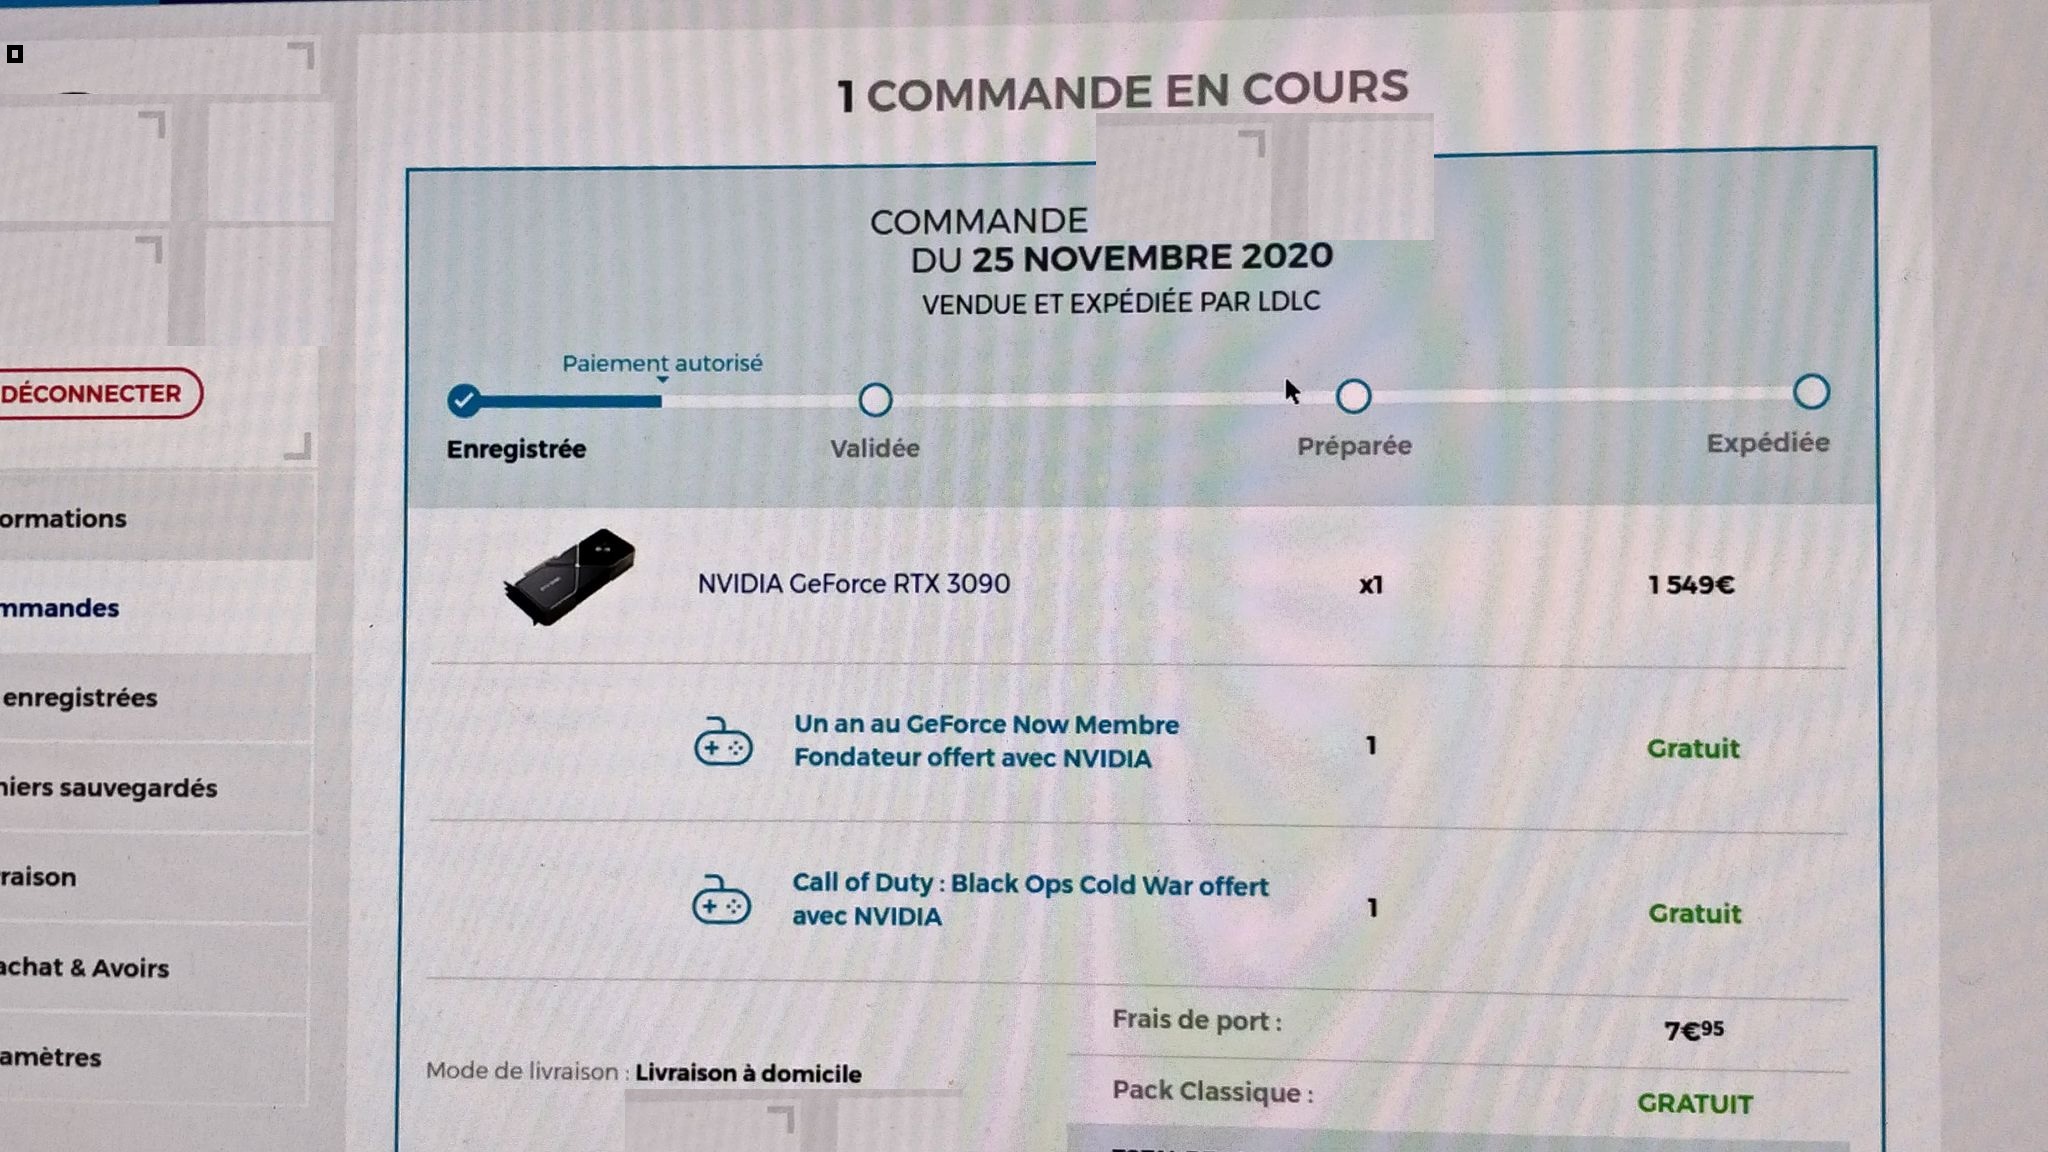 1 COMMANDE EN COURS
COMMANDE
DU 25 NOVEMBRE 2020
VENDUE ET EXPÉDIÉE PAR LDLC
Paiement autorisé
Enregistrée
Validée
Préparée
Expédiée
DÉCONNECTER
ormations
mmandes
enregistrées
niers sauvegardés
raison
achat & Avoirs
amètres
NVIDIA GeForce RTX 3090 x1 1 549€
Un an au GeForce Now Membre
Fondateur offert avec NVIDIA
1 Gratuit
Call of Duty : Black Ops Cold War offert
avec NVIDIA
1 Gratuit
Frais de port : 7€95
Mode de livraison : Livraison à domicile
Pack Classique : GRATUIT